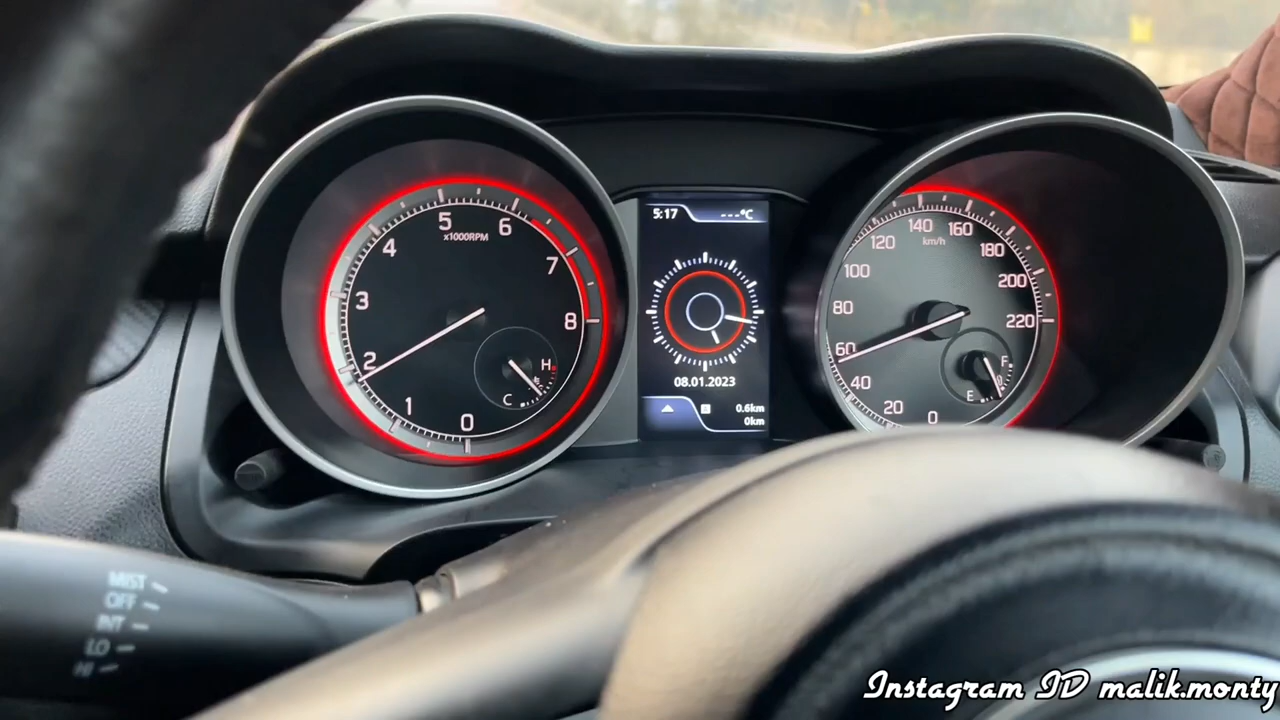 5
6
x1000RPM
4
7
3
8
2
H
C
1
0
5:17 ---°C
08.01.2023
0.6km
0km
140
160
120
km/h
180
100
200
80
220
60
F
40
E
20
0
MIST
OFF
INT
LO
HI
Instagram ID malik.monty